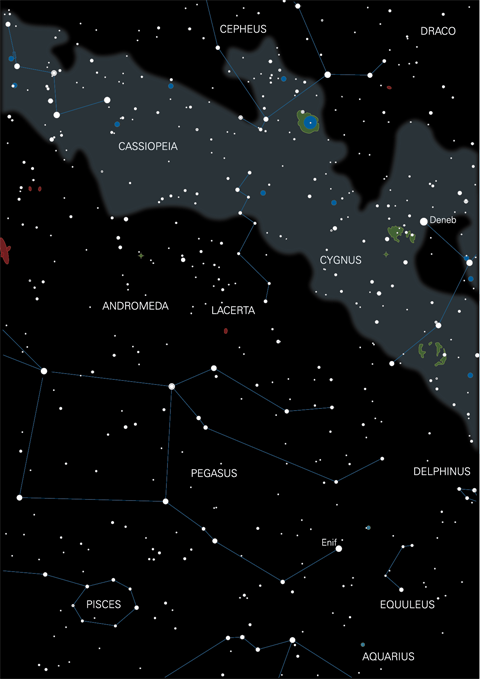 CEPHEUS
DRACO
CASSIOPEIA
Deneb
CYGNUS
ANDROMEDA
LACERTA
PEGASUS
DELPHINUS
Enif
PISCES
EQUULEUS
AQUARIUS